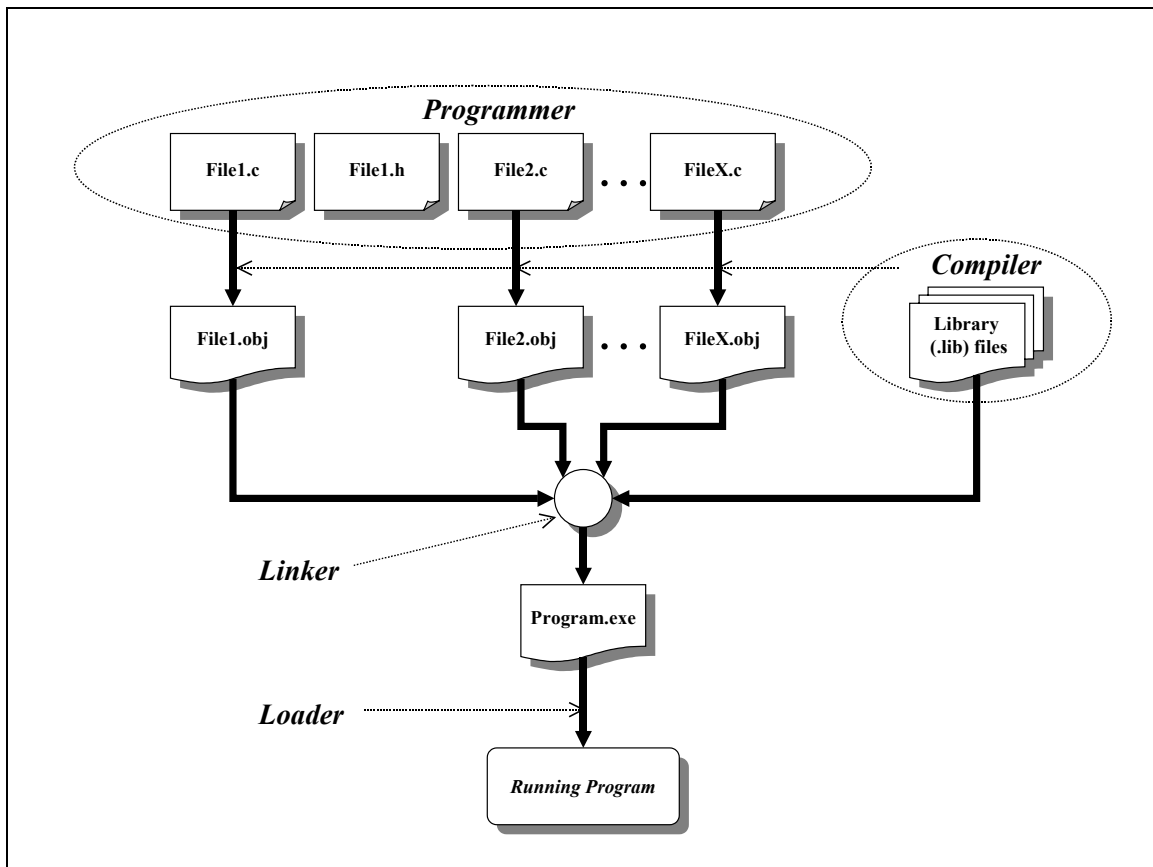 Programmer
File1.c
File1.h
File2.c
. . .
FileX.c
Compiler
File1.obj
File2.obj
. . .
FileX.obj
Library
(.lib) files
Linker
Program.exe
Loader
Running Program